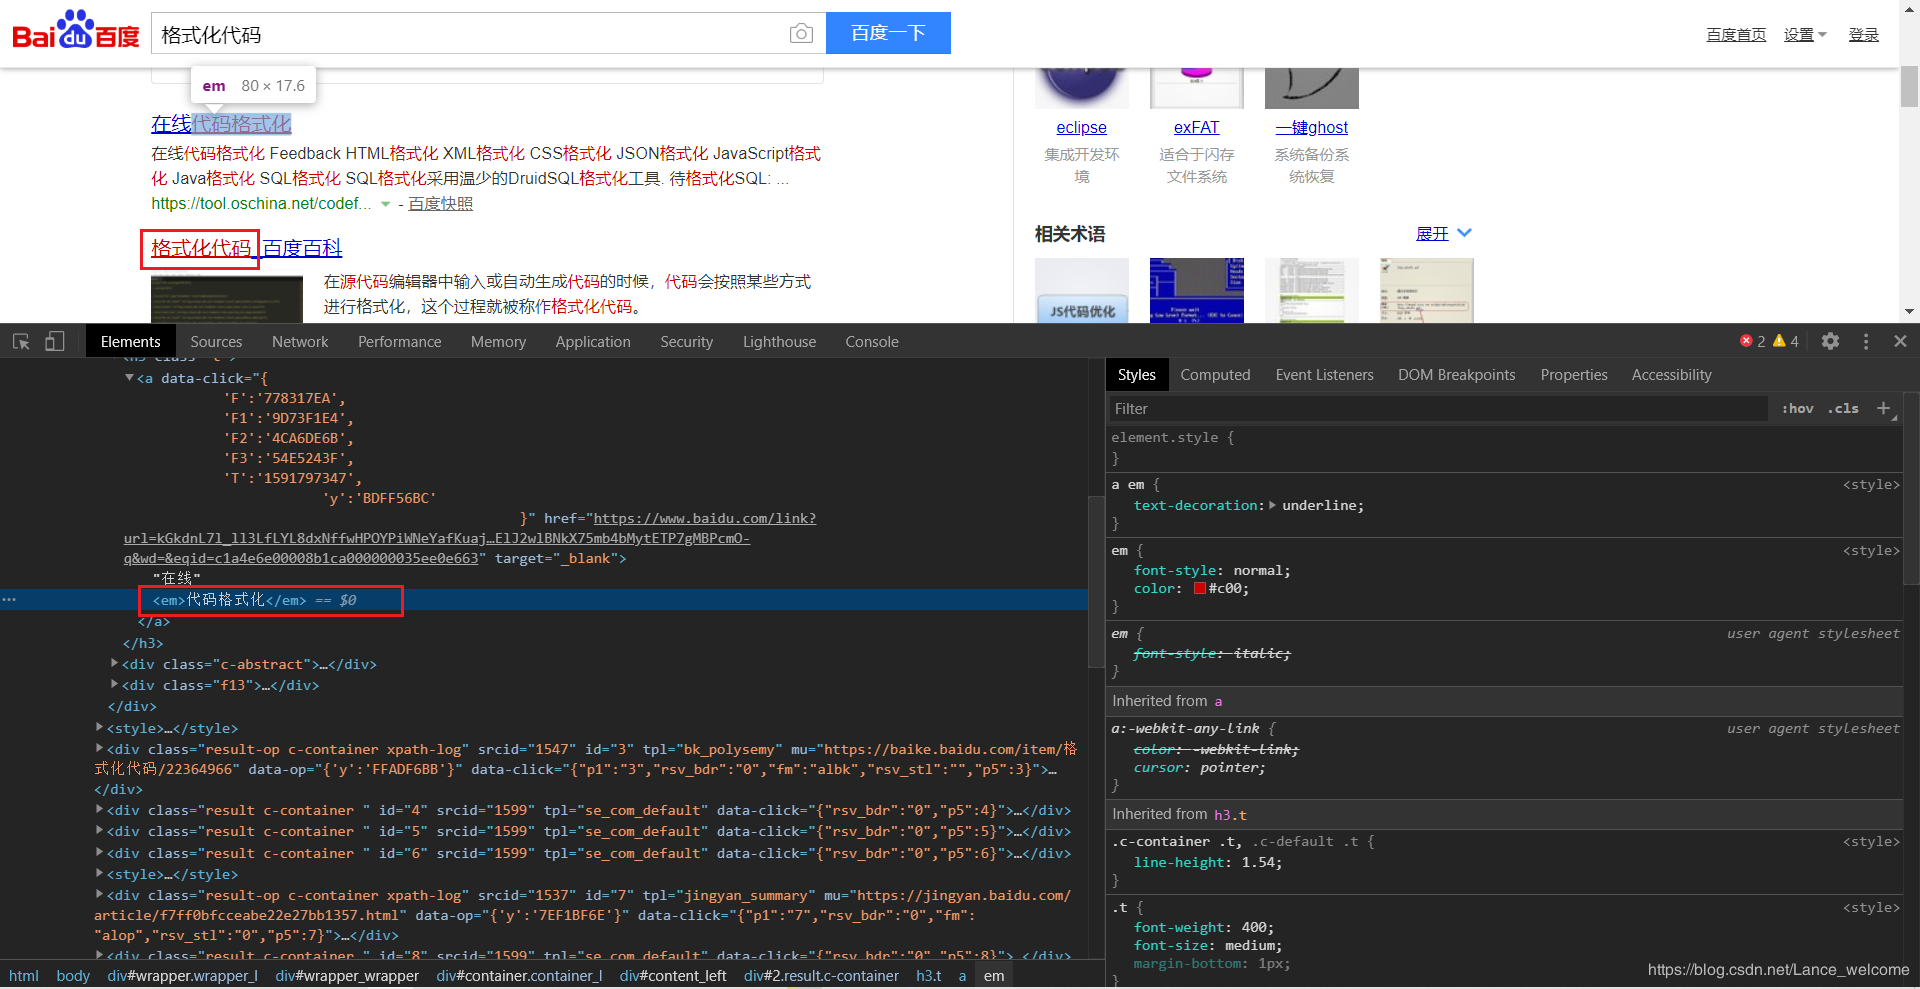 Bai du 百度
格式化代码
百度一下
百度首页 设置 登录
em 80 × 17.6
在线代码格式化
在线代码格式化 Feedback HTML格式化 XML格式化 CSS格式化 JSON格式化 JavaScript格式
化 Java格式化 SQL格式化 SQL格式化采用温少的DruidSQL格式化工具. 待格式化SQL: ...
https://tool.oschina.net/codef... - 百度快照
格式化代码_百度百科
在源代码编辑器中输入或自动生成代码的时候，代码会按照某些方式
进行格式化，这个过程就被称作格式化代码。
eclipse exFAT 一键ghost
集成开发环 适合于闪存 系统备份系
境 文件系统 统恢复
相关术语 展开
JS代码优化
Elements Sources Network Performance Memory Application Security Lighthouse Console 2 4
<h3 class="t">
<a data-click="{
'F':'778317EA',
'F1':'9D73F1E4',
'F2':'4CA6DE6B',
'F3':'54E5243F',
'T':'1591797347',
'y':'BDFF56BC'
}" href="https://www.baidu.com/link?
url=kGkdnL7l_ll3LfLYL8dxNffwHPOYPiWNeYafKuaj…ElJ2wlBNkX75mb4bMytETP7gMBPcmO-
q&wd=&eqid=c1a4e6e00008b1ca000000035ee0e663" target="_blank">
"在线"
<em>代码格式化</em> == $0
</a>
</h3>
<div class="c-abstract">…</div>
<div class="f13">…</div>
</div>
<style>…</style>
<div class="result-op c-container xpath-log" srcid="1547" id="3" tpl="bk_polysemy" mu="https://baike.baidu.com/item/格
式化代码/22364966" data-op="{'y':'FFADF6BB'}" data-click="{"p1":"3","rsv_bdr":"0","fm":"albk","rsv_stl":"","p5":3}">…
</div>
<div class="result c-container " id="4" srcid="1599" tpl="se_com_default" data-click="{"rsv_bdr":"0","p5":4}">…</div>
<div class="result c-container " id="5" srcid="1599" tpl="se_com_default" data-click="{"rsv_bdr":"0","p5":5}">…</div>
<div class="result c-container " id="6" srcid="1599" tpl="se_com_default" data-click="{"rsv_bdr":"0","p5":6}">…</div>
<style>…</style>
<div class="result-op c-container xpath-log" srcid="1537" id="7" tpl="jingyan_summary" mu="https://jingyan.baidu.com/
article/f7ff0bfcceabe22e27bb1357.html" data-op="{'y':'7EF1BF6E'}" data-click="{"p1":"7","rsv_bdr":"0","fm":
"alop","rsv_stl":"0","p5":7}">…</div>
<div class="result c-container " id="8" srcid="1599" tpl="se_com_default" data-click="{"rsv_bdr":"0","p5":8}">…</div>
html body div#wrapper.wrapper_l div#wrapper_wrapper div#container.container_l div#content_left div#2.result.c-container h3.t a em
Styles Computed Event Listeners DOM Breakpoints Properties Accessibility
Filter :hov .cls +
element.style {
}
a em { <style>
text-decoration: underline;
}
em { <style>
font-style: normal;
color: #c00;
}
em { user agent stylesheet
font-style: italic;
}
Inherited from a
a:-webkit-any-link { user agent stylesheet
color: -webkit-link;
cursor: pointer;
}
Inherited from h3.t
.c-container .t, .c-default .t { <style>
line-height: 1.54;
}
.t { <style>
font-weight: 400;
font-size: medium;
margin-bottom: 1px;
}
https://blog.csdn.net/Lance_welcome